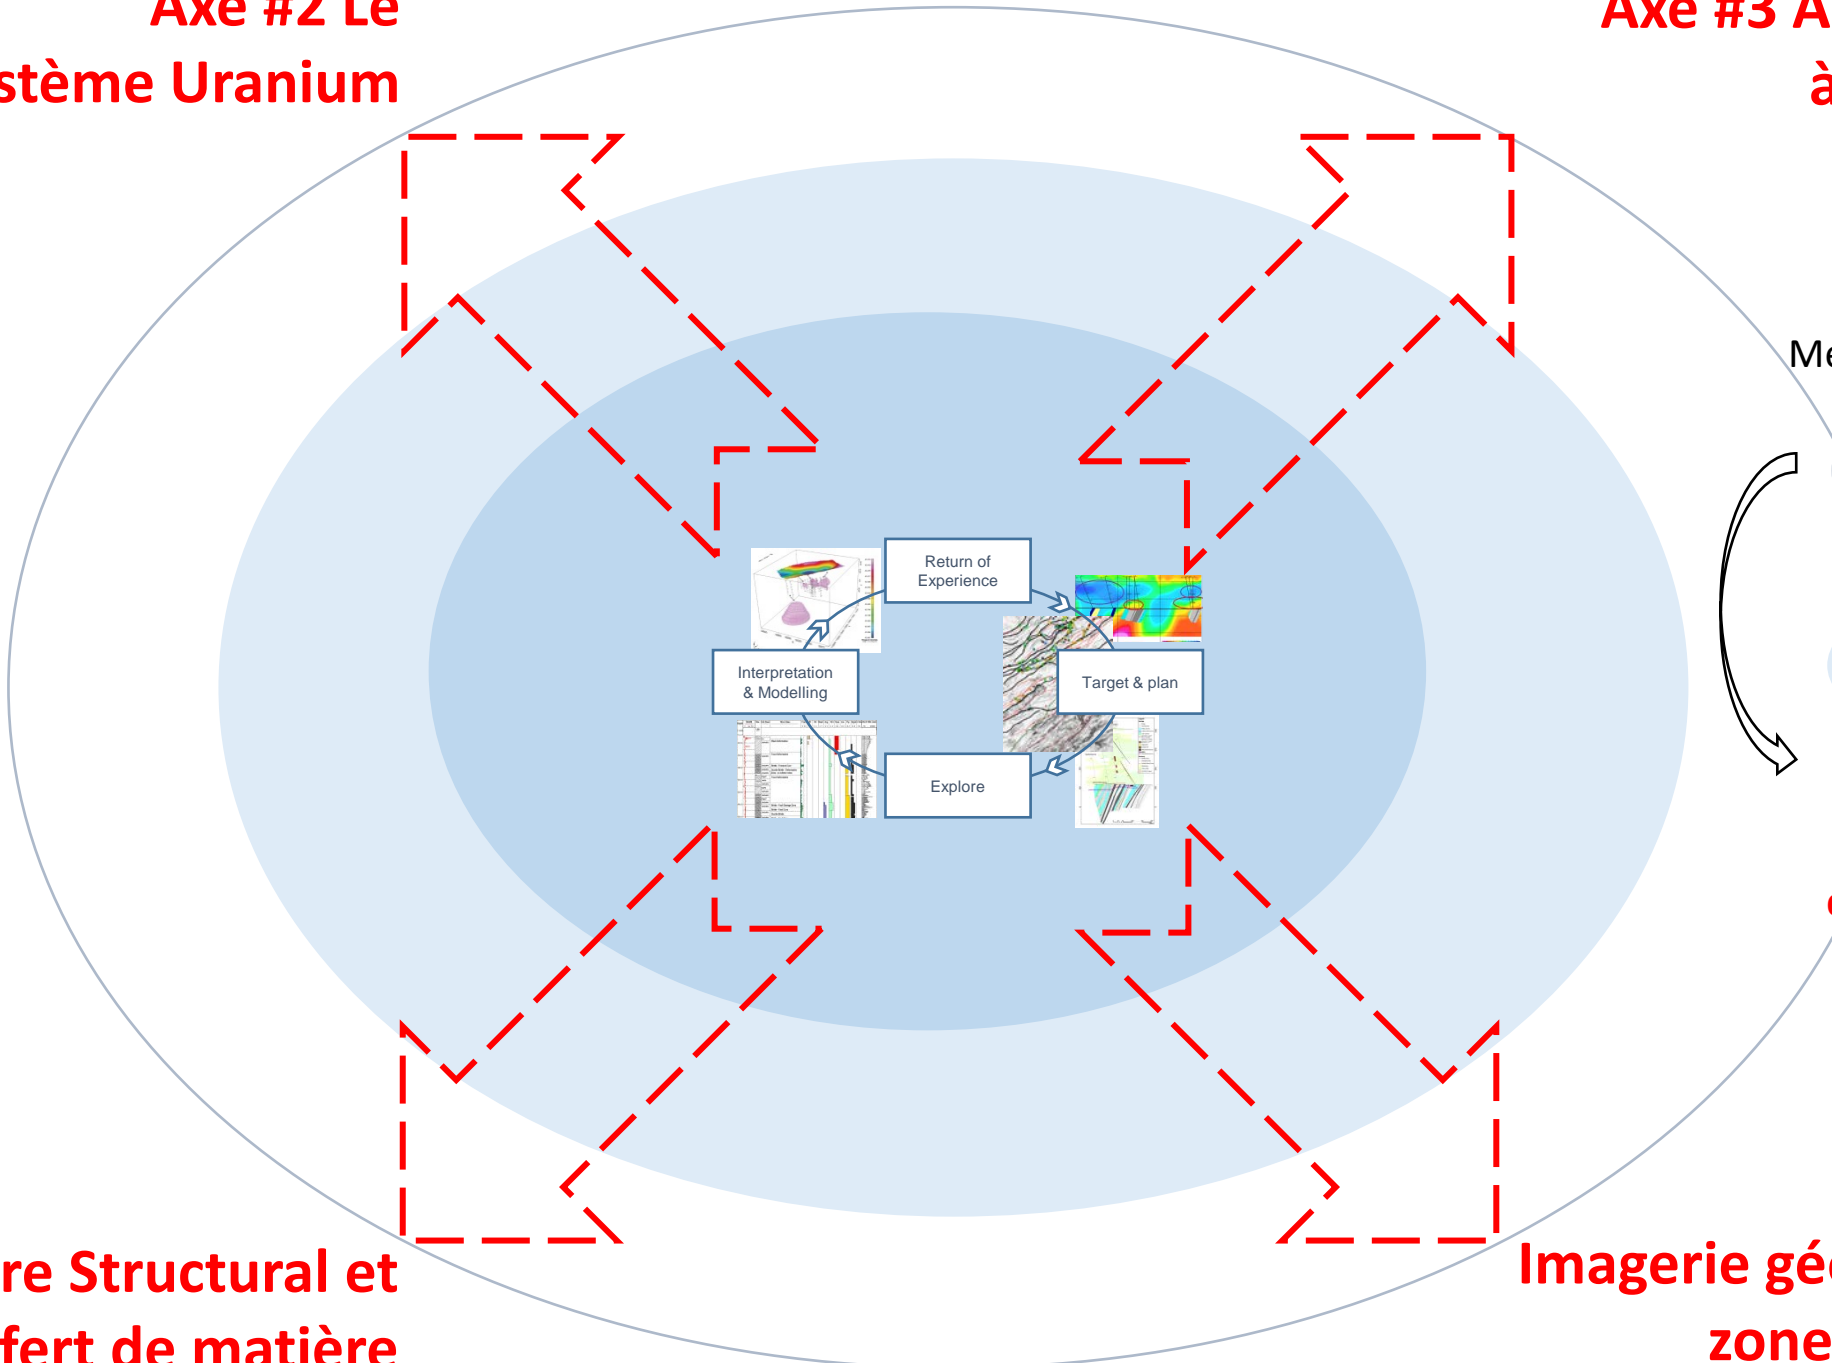 Axe #2 Le
stème Uranium
Axe #3 A
à
Me
Return of
Experience
Interpretation
& Modelling
Target & plan
Explore
re Structural et
fert de matière
Imagerie gé
zone